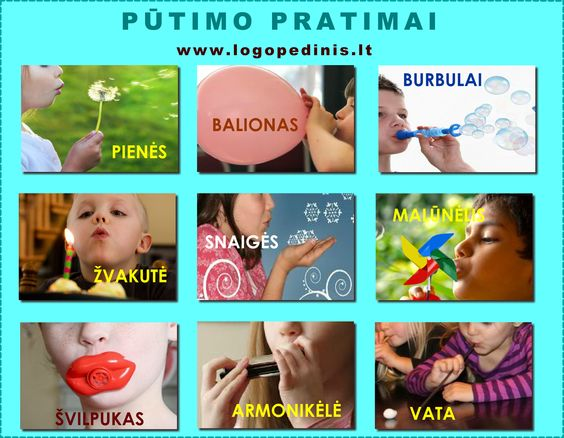 PŪTIMO PRATIMAI
www.logopedinis.lt
PIENĖS
BALIONAS
BURBULAI
ŽVAKUTĖ
SNAIGĖS
MALŪNĖLIS
ŠVILPUKAS
ARMONIKĖLĖ
VATA